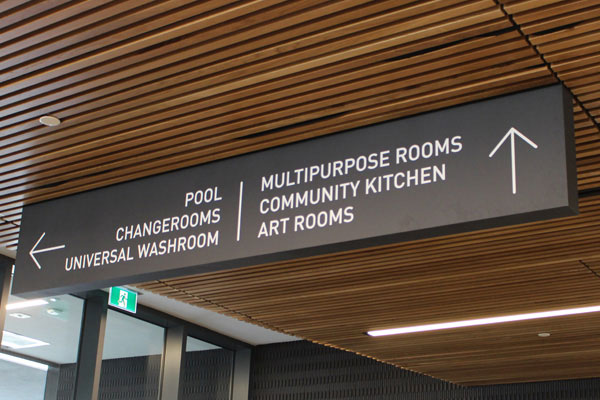 POOL
CHANGEROOMS
UNIVERSAL WASHROOM
MULTIPURPOSE ROOMS
COMMUNITY KITCHEN
ART ROOMS